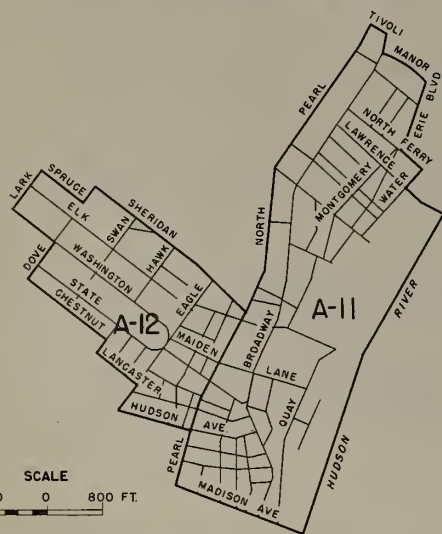 TIVOLI
MANOR
ERIE BLVD
PEARL
NORTH FERRY
LAWRENCE
MONTGOMERY
WATER
LARK
SPRUCE
SHERIDAN
ELK
SWAN
HAWK
NORTH
DOVE
WASHINGTON
EAGLE
STATE
CHESTNUT
A-12
A-11
RIVER
BROADWAY
MAIDEN
LANE
LANCASTER
QUAY
HUDSON
HUDSON AVE
PEARL
MADISON AVE
SCALE
0 0 800 FT.